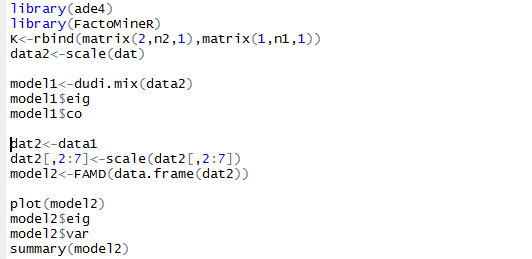 library(ade4)
library(FactoMineR)
K<-rbind(matrix(2,n2,1),matrix(1,n1,1))
data2<-scale(dat)
model1<-dudi.mix(data2)
model1$eig
model1$co
dat2<-data1
dat2[,2:7]<-scale(dat2[,2:7])
model2<-FAMD(data.frame(dat2))
plot(model2)
model2$eig
model2$var
summary(model2)